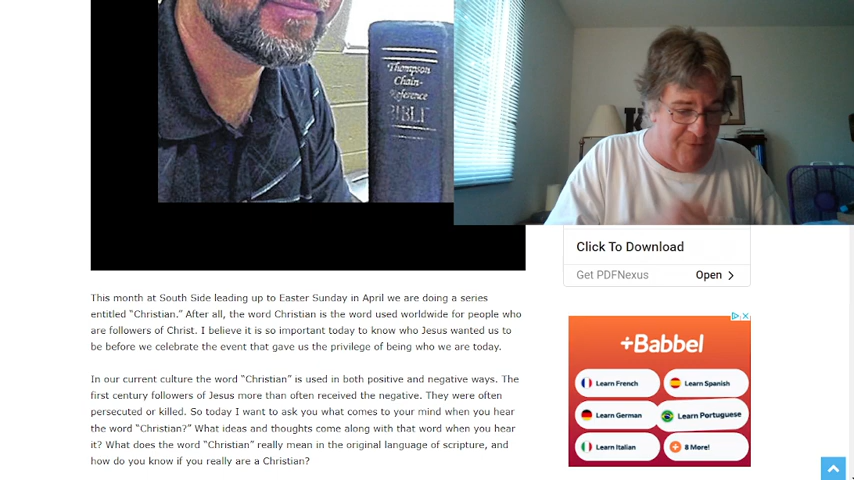 Thompson
Chain-
Reference
BIBLE
Click To Download
Get PDFNexus
Open
This month at South Side leading up to Easter Sunday in April we are doing a series
entitled “Christian.” After all, the word Christian is the word used worldwide for people who
are followers of Christ. I believe it is so important today to know who Jesus wanted us to
be before we celebrate the event that gave us the privilege of being who we are today.
In our current culture the word “Christian” is used in both positive and negative ways. The
first century followers of Jesus more than often received the negative. They were often
persecuted or killed. So today I want to ask you what comes to your mind when you hear
the word “Christian?” What ideas and thoughts come along with that word when you hear
it? What does the word “Christian” really mean in the original language of scripture, and
how do you know if you really are a Christian?
+Babbel
Learn French
Learn Spanish
Learn German
Learn Portuguese
Learn Italian
8 More!